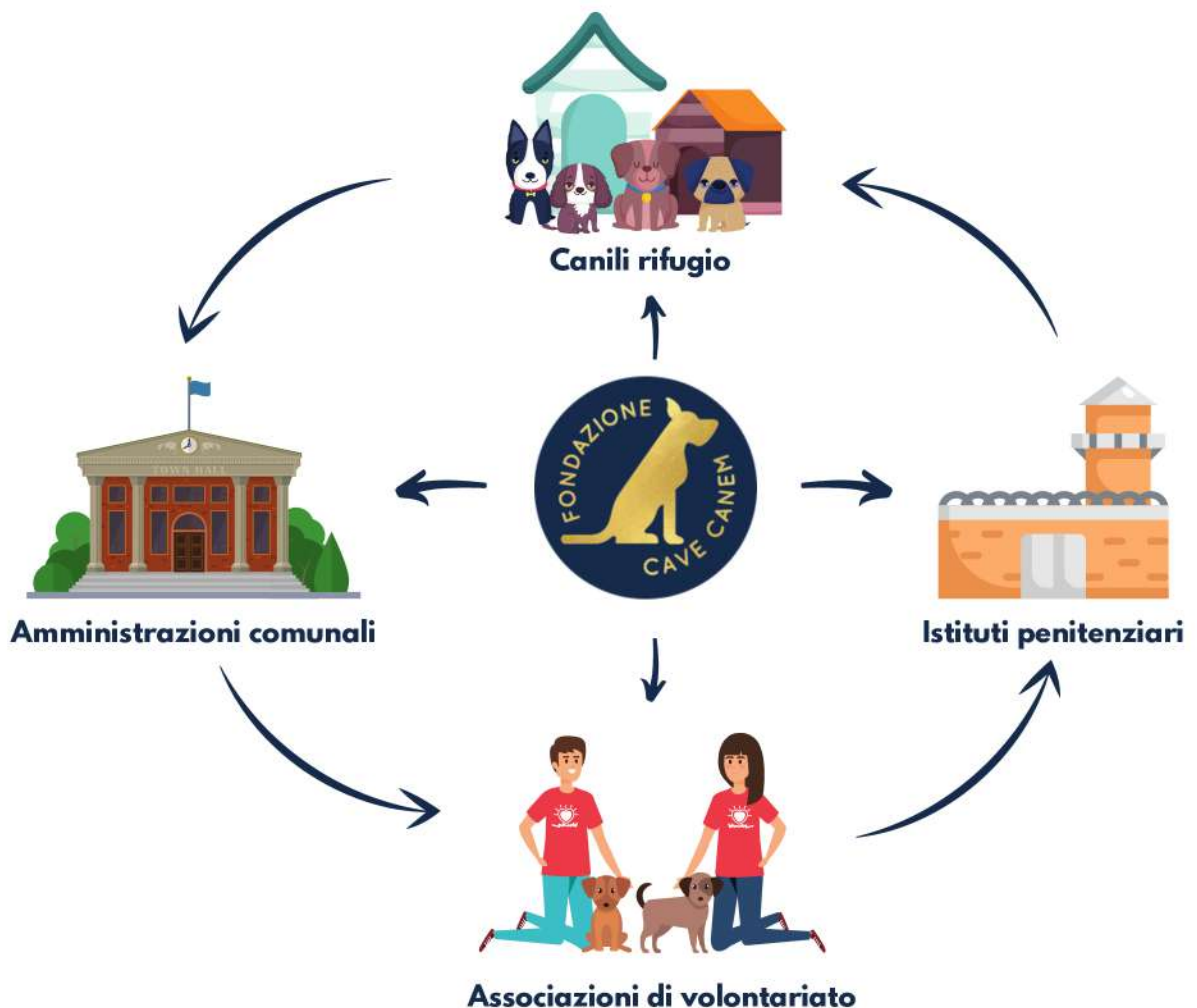 Canili rifugio
FONDAZIONE
CAVE CANEM
TOWN HALL
Amministrazioni comunali
Istituti penitenziari
Associazioni di volontariato